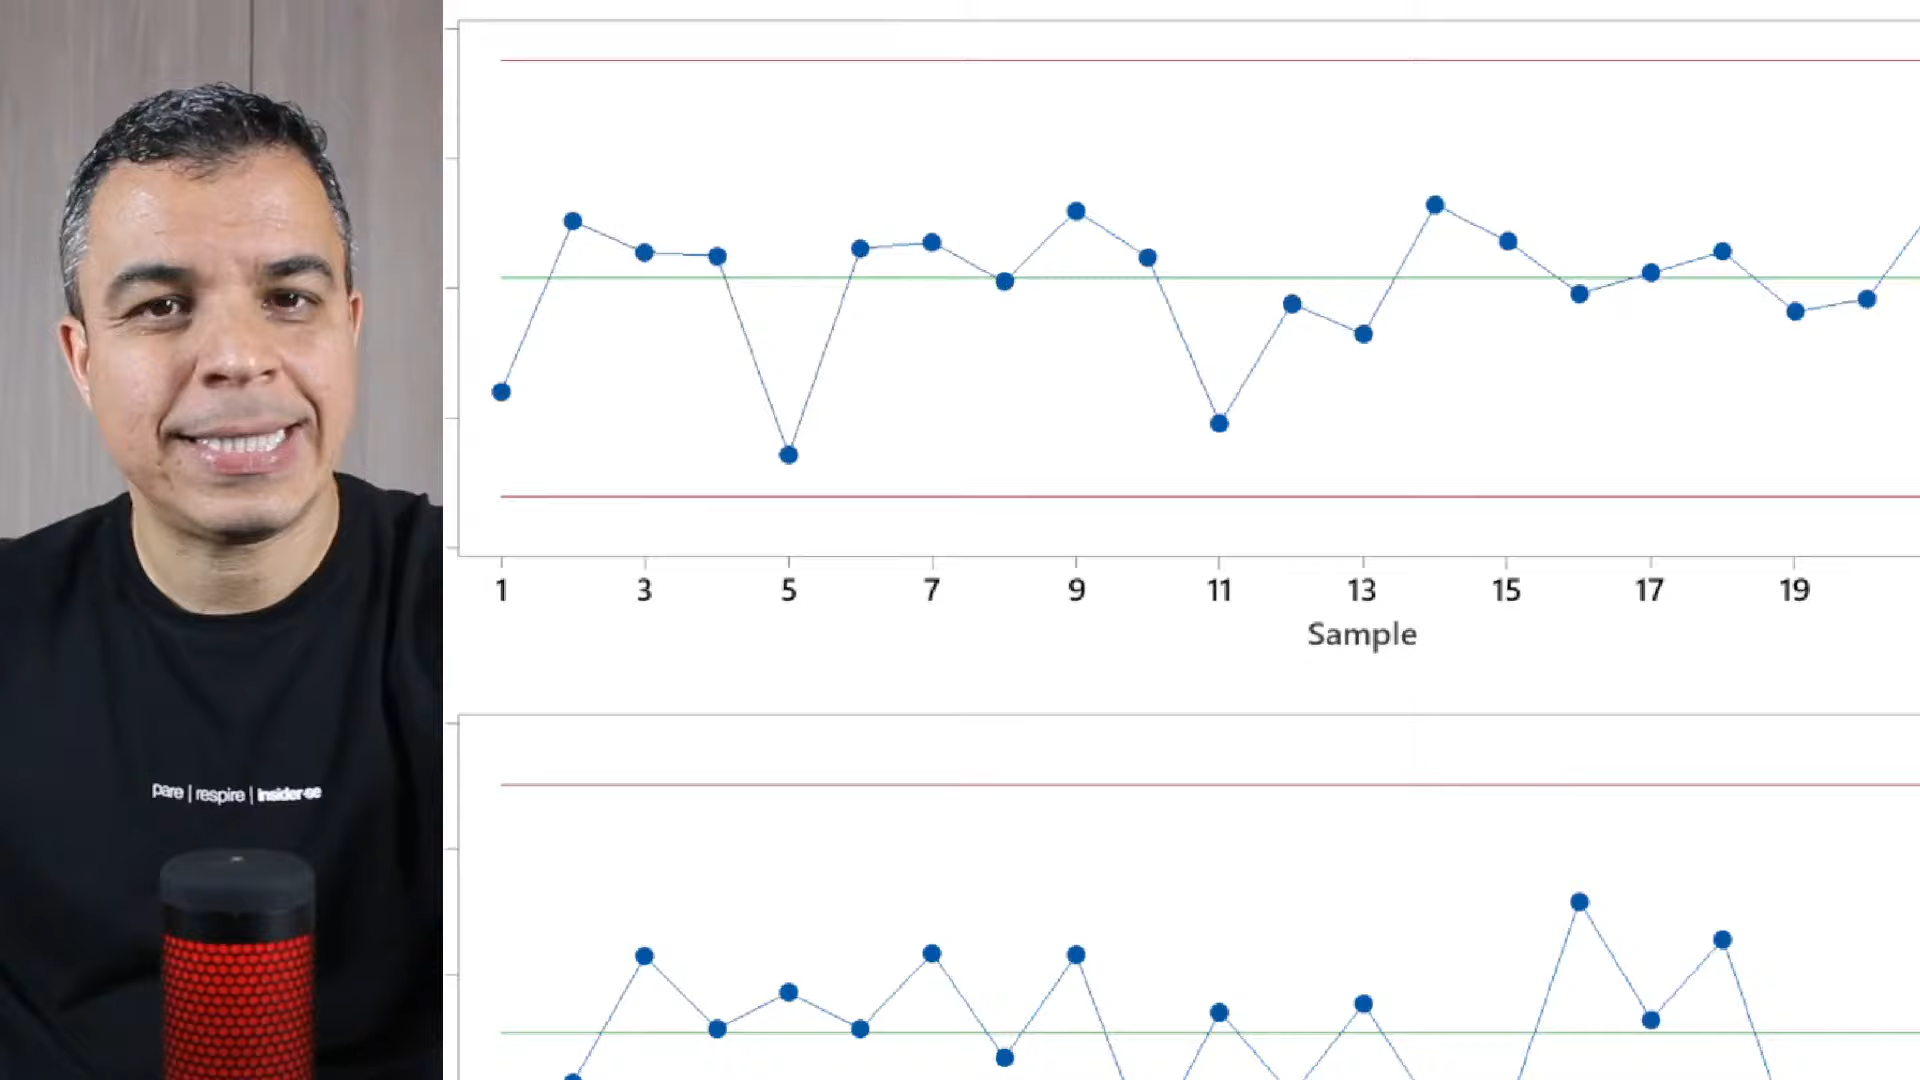 pare | respire | insider-se
1 3 5 7 9 11 13 15 17 19
Sample